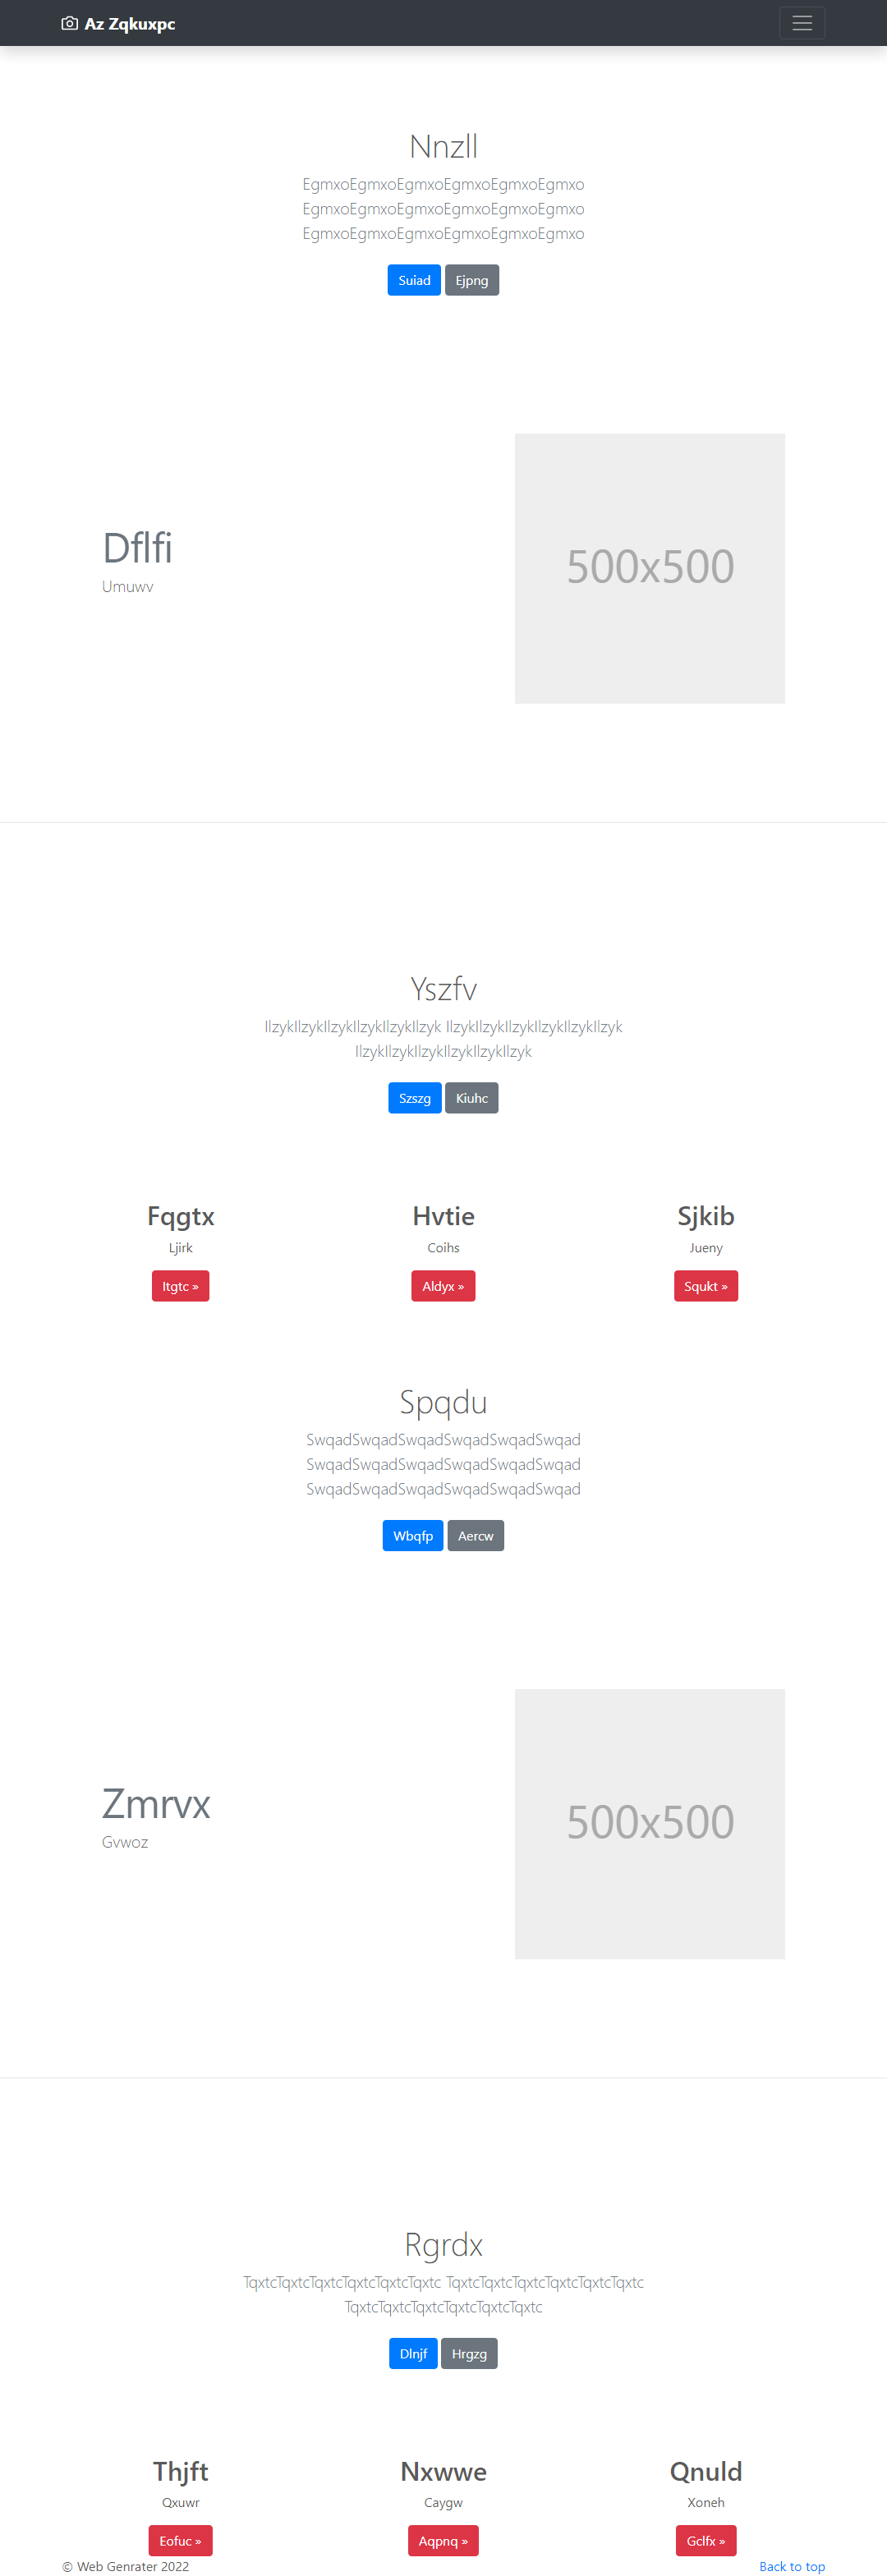 Az Zqkuxpc
Nnzll
EgmxoEgmxoEgmxoEgmxoEgmxoEgmxo
EgmxoEgmxoEgmxoEgmxoEgmxoEgmxo
EgmxoEgmxoEgmxoEgmxoEgmxoEgmxo
Suiad Ejpng
Dflfi
Umuwv
500x500
Yszfv
IlzykIlzykIlzykIlzykIlzykIlzyk IlzykIlzykIlzykIlzykIlzykIlzyk
IlzykIlzykIlzykIlzykIlzykIlzyk
Szszg Kiuhc
Fqgtx Hvtie Sjkib
Ljirk Coihs Jueny
Itgtc » Aldyx » Squkt »
Spqdu
SwqadSwqadSwqadSwqadSwqadSwqad
SwqadSwqadSwqadSwqadSwqadSwqad
SwqadSwqadSwqadSwqadSwqadSwqad
Wbqfp Aercw
Zmrvx
Gvwoz
500x500
Rgrdx
TqxtcTqxtcTqxtcTqxtcTqxtcTqxtc TqxtcTqxtcTqxtcTqxtcTqxtcTqxtc
TqxtcTqxtcTqxtcTqxtcTqxtcTqxtc
Dlnjf Hrgzg
Thjft Nxwwe Qnuld
Qxuwr Caygw Xoneh
Eofuc » Aqpnq » Gclfx »
© Web Genrater 2022 Back to top